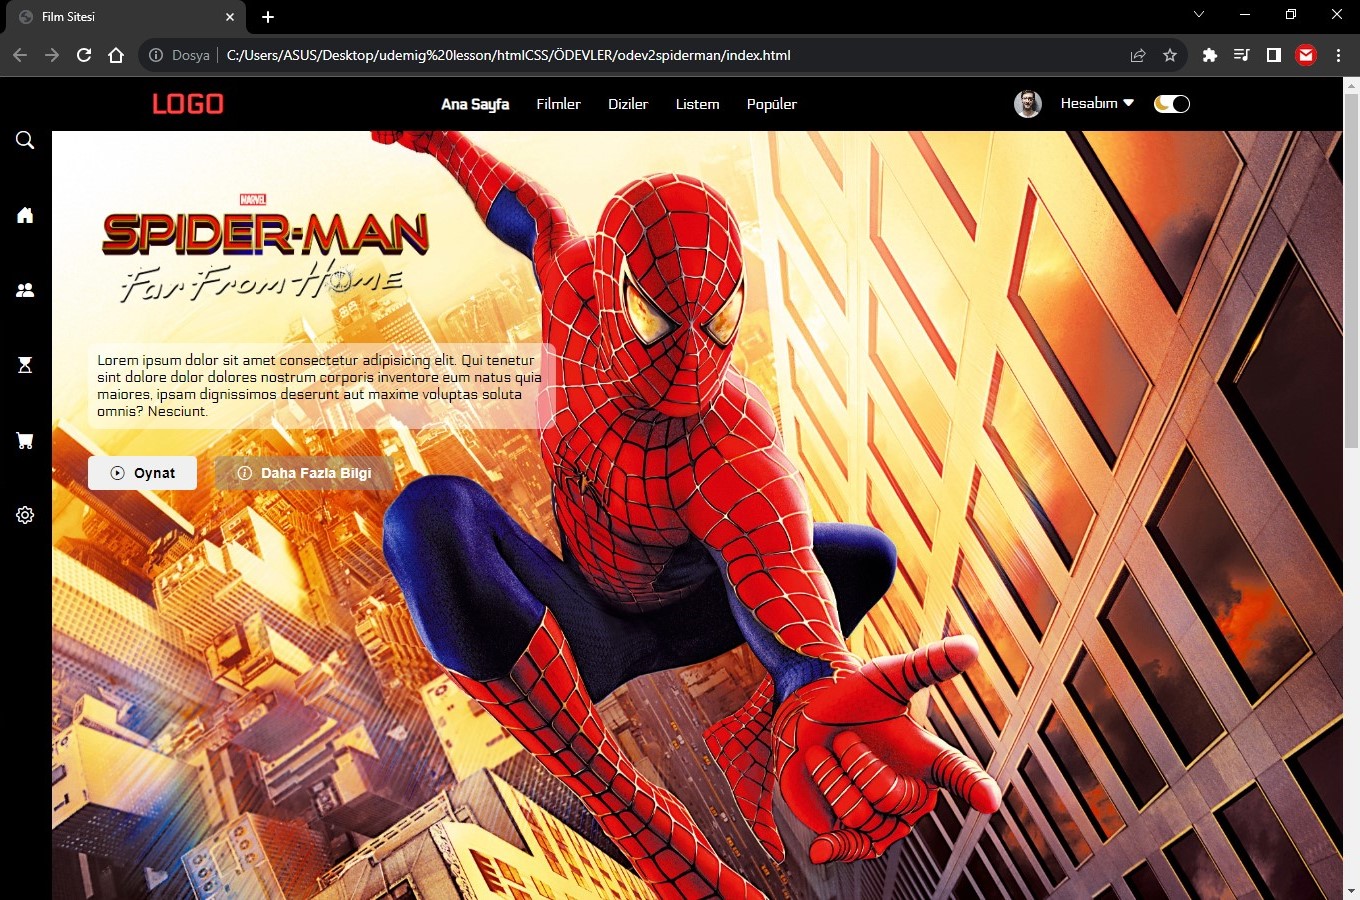 Film Sitesi
Dosya C:/Users/ASUS/Desktop/udemig%20lesson/htmlCSS/ÖDEVLER/odev2spiderman/index.html
LOGO Ana Sayfa Filmler Diziler Listem Popüler Hesabım
MARVEL
SPIDER-MAN
Far From Home
Lorem ipsum dolor sit amet consectetur adipisicing elit. Qui tenetur
sint dolore dolor dolores nostrum corporis inventore eum natus quia
maiores, ipsam dignissimos deserunt aut maxime voluptas soluta
omnis? Nesciunt.
Oynat Daha Fazla Bilgi